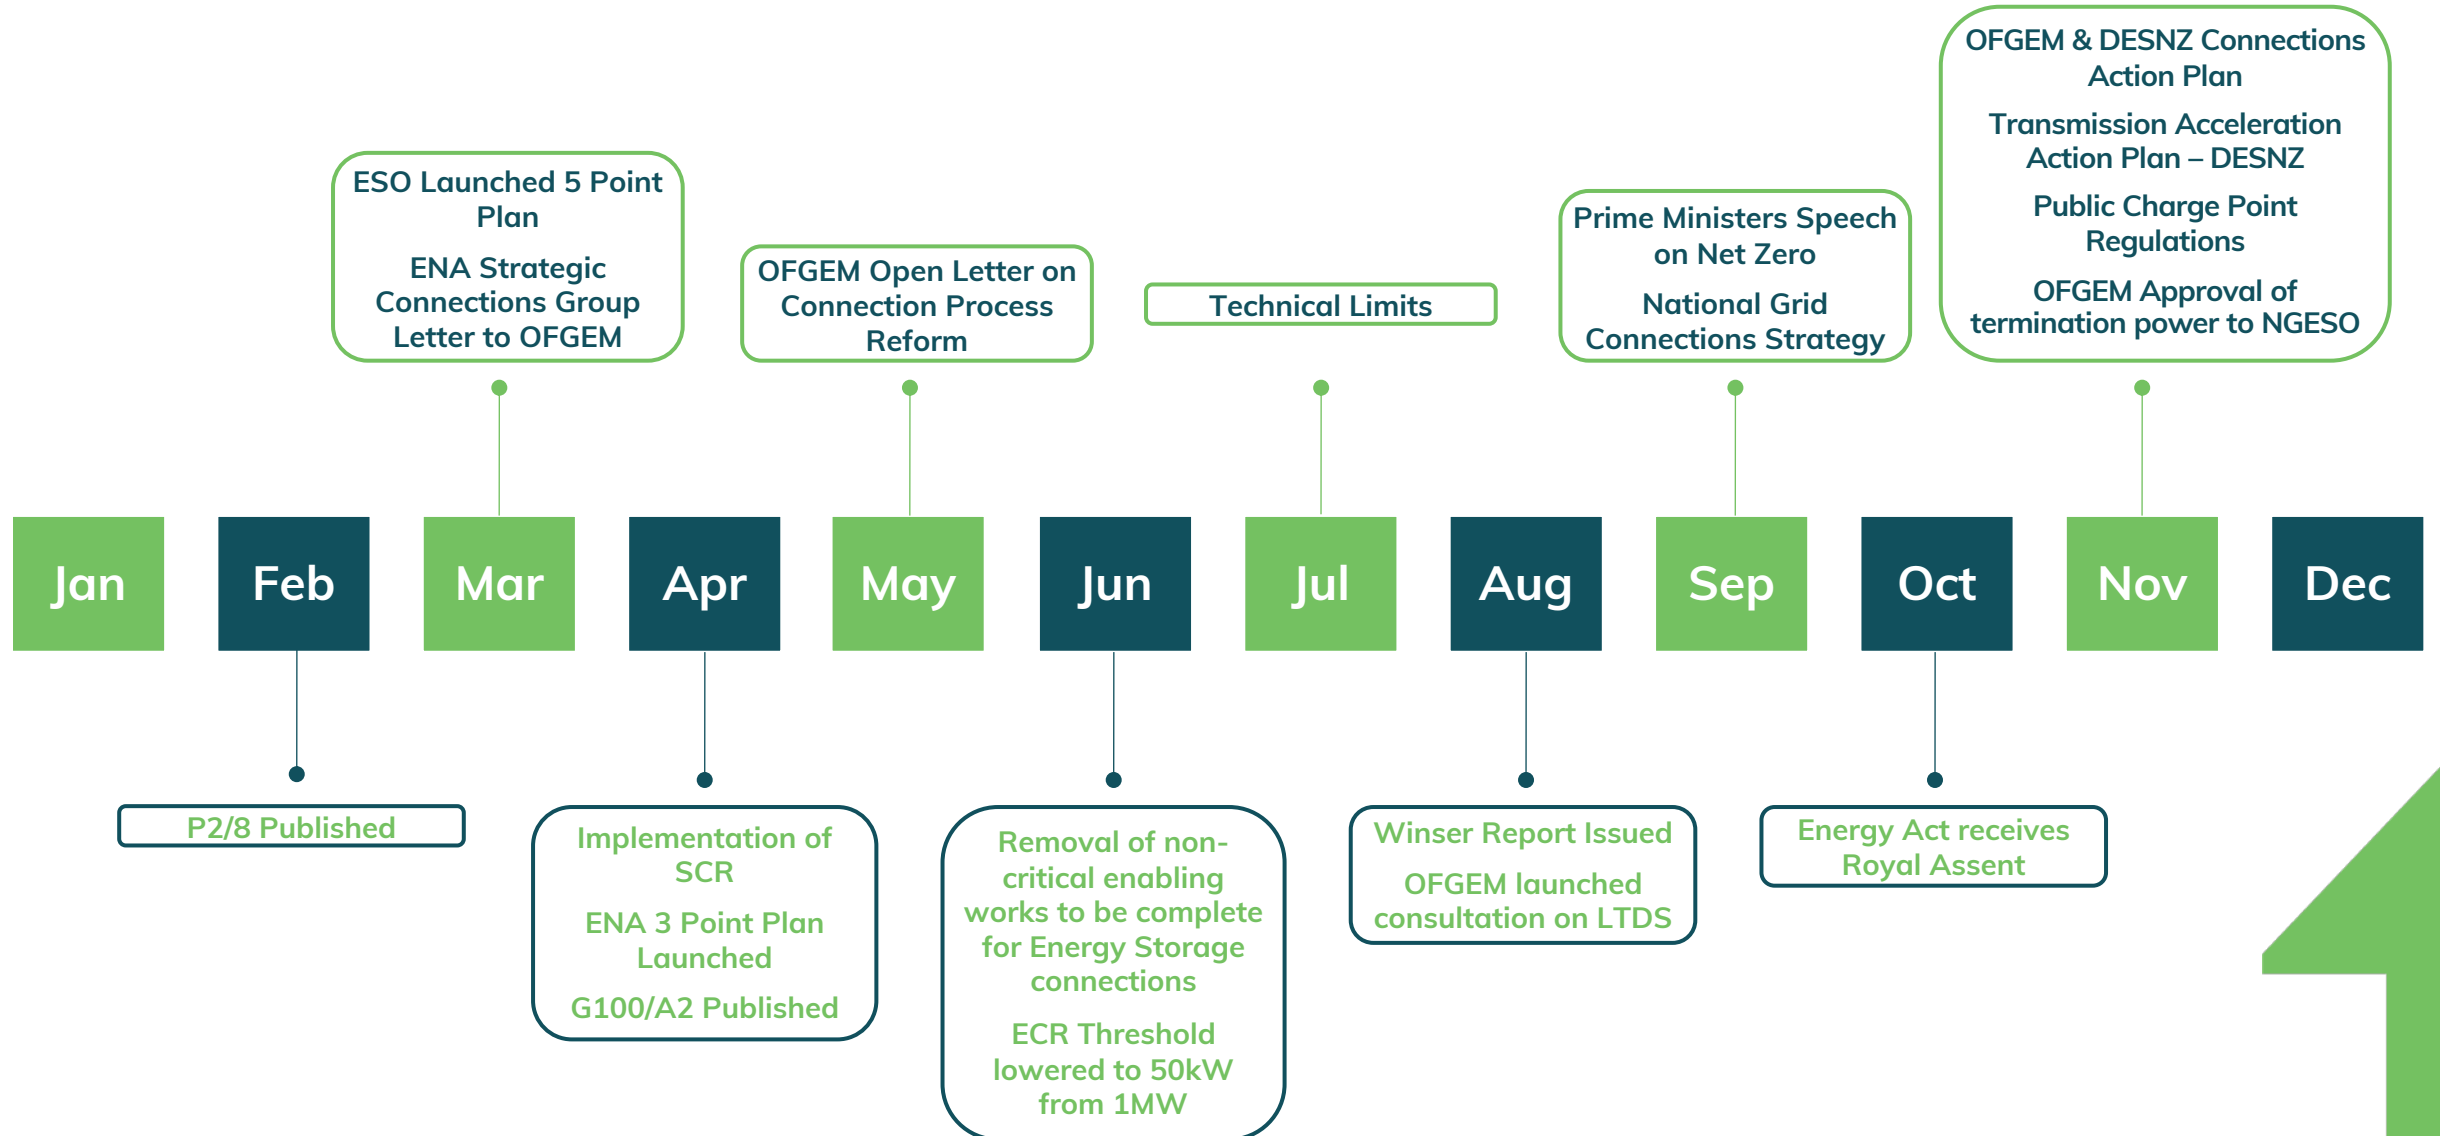 OFGEM & DESNZ Connections
Action Plan
Transmission Acceleration
Action Plan – DESNZ
Public Charge Point
Regulations
OFGEM Approval of
termination power to NGESO
ESO Launched 5 Point
Plan
ENA Strategic
Connections Group
Letter to OFGEM
OFGEM Open Letter on
Connection Process
Reform
Technical Limits
Prime Ministers Speech
on Net Zero
National Grid
Connections Strategy
Jan
Feb
Mar
Apr
May
Jun
Jul
Aug
Sep
Oct
Nov
Dec
P2/8 Published
Implementation of
SCR
ENA 3 Point Plan
Launched
G100/A2 Published
Removal of non-
critical enabling
works to be complete
for Energy Storage
connections
ECR Threshold
lowered to 50kW
from 1MW
Winser Report Issued
OFGEM launched
consultation on LTDS
Energy Act receives
Royal Assent